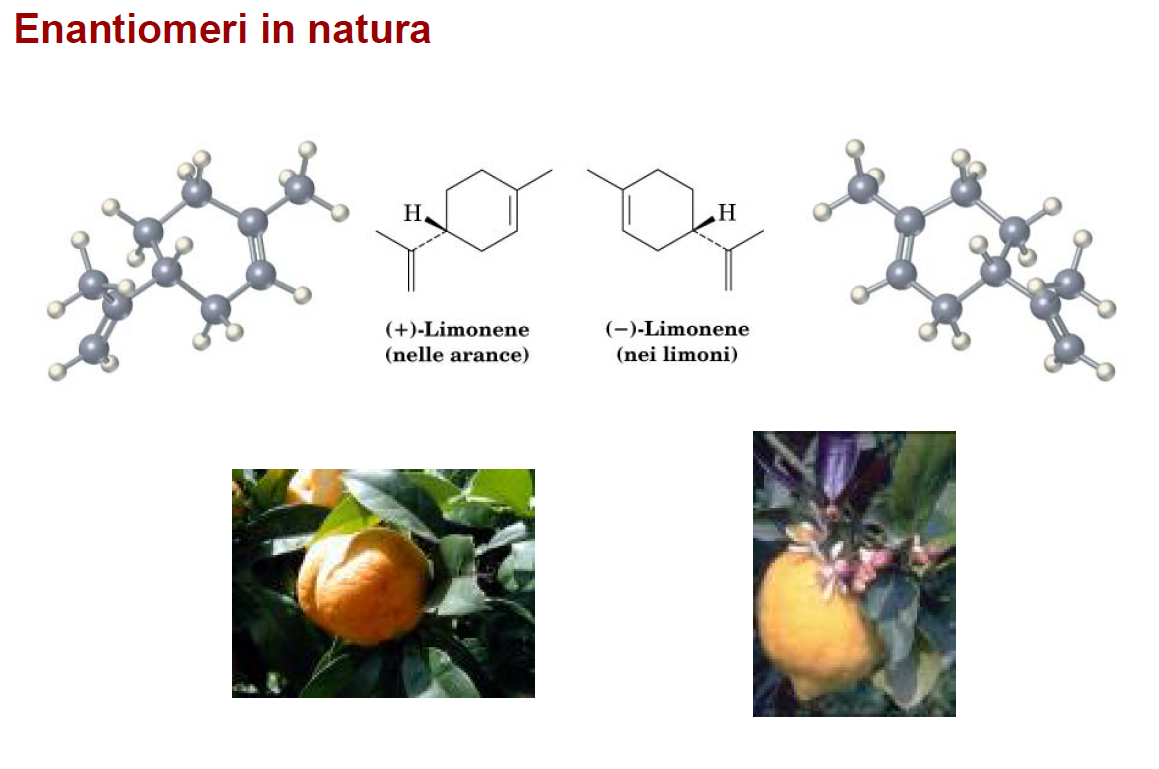 Enantiomeri in natura
H
H
(+)-Limonene
(nelle arance)
(−)-Limonene
(nei limoni)